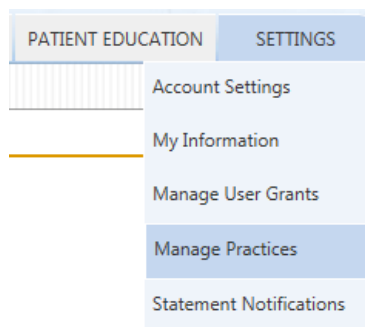 PATIENT EDUCATION SETTINGS
Account Settings
My Information
Manage User Grants
Manage Practices
Statement Notifications